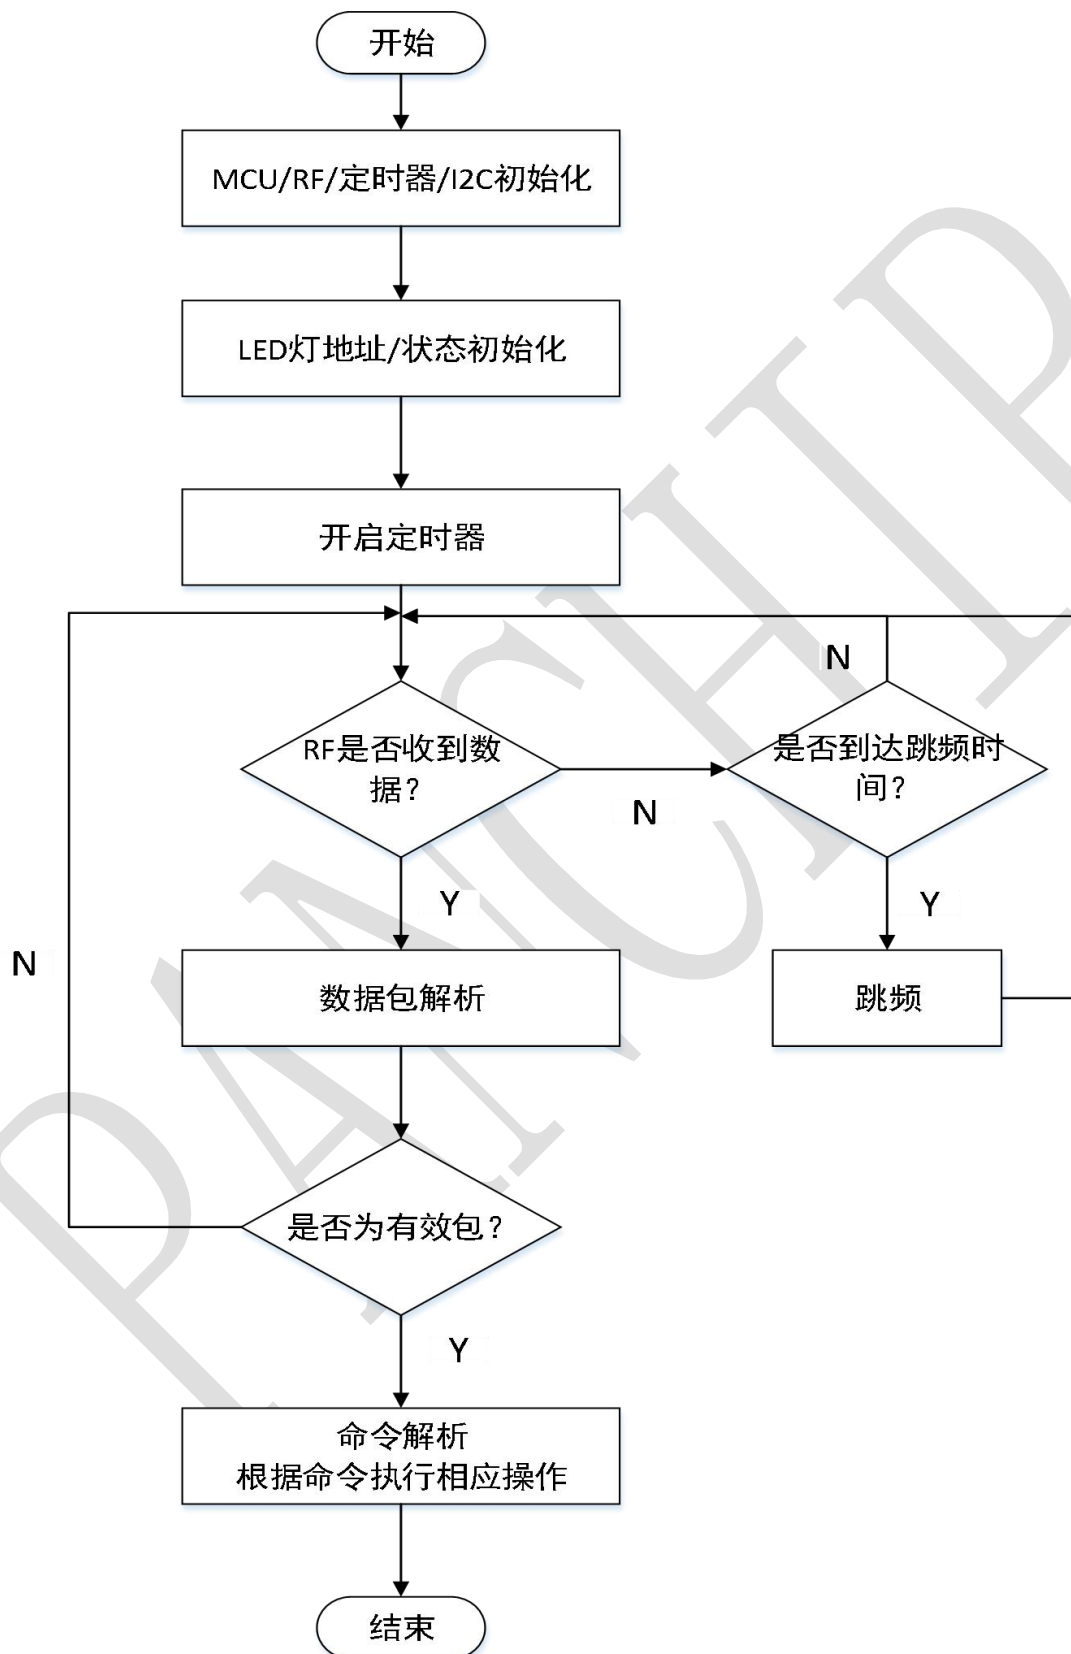 开始
MCU/RF/定时器/I2C初始化
LED灯地址/状态初始化
开启定时器
N
RF是否收到数
据？
是否到达跳频时
间？
N
Y
Y
N
数据包解析
跳频
是否为有效包？
Y
命令解析
根据命令执行相应操作
结束
PANCHIP